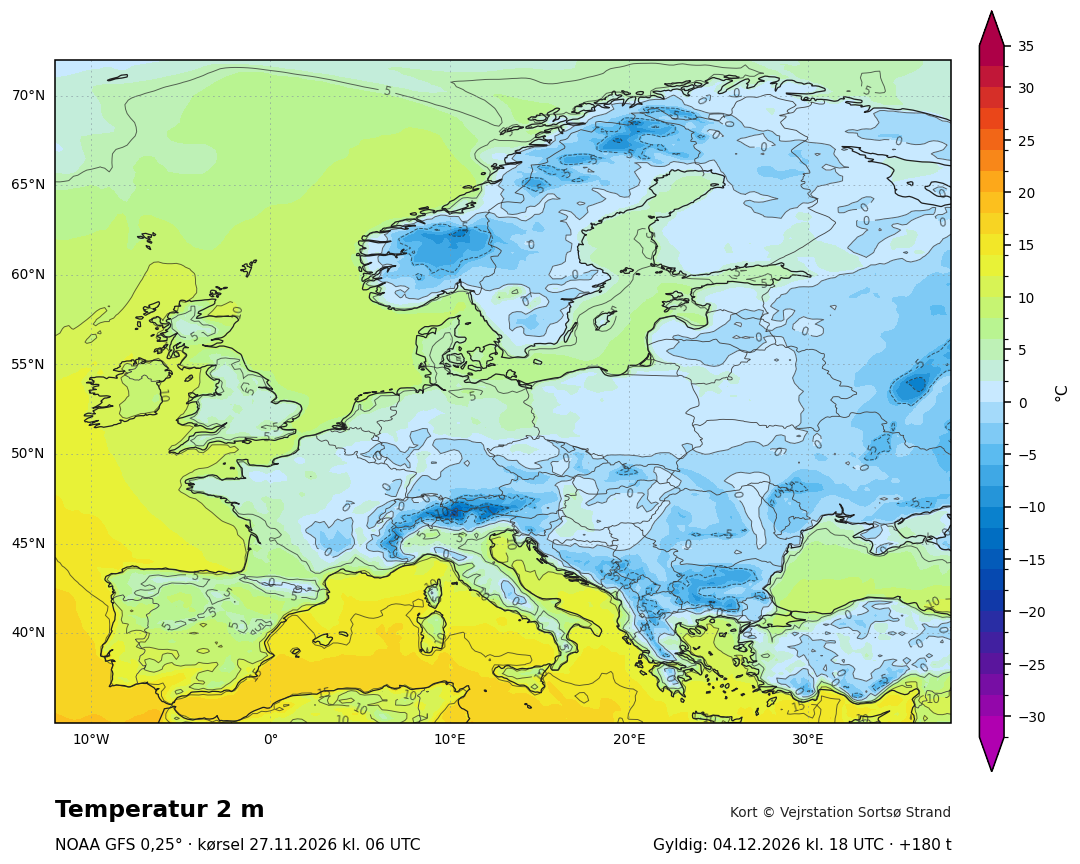 70°N
65°N
60°N
55°N
50°N
45°N
40°N
10°W 0° 10°E 20°E 30°E
35
30
25
20
15
10
5
0
−5
−10
−15
−20
−25
−30
°C
Temperatur 2 m
Kort © Vejrstation Sortsø Strand
NOAA GFS 0,25° · kørsel 27.11.2026 kl. 06 UTC
Gyldig: 04.12.2026 kl. 18 UTC · +180 t